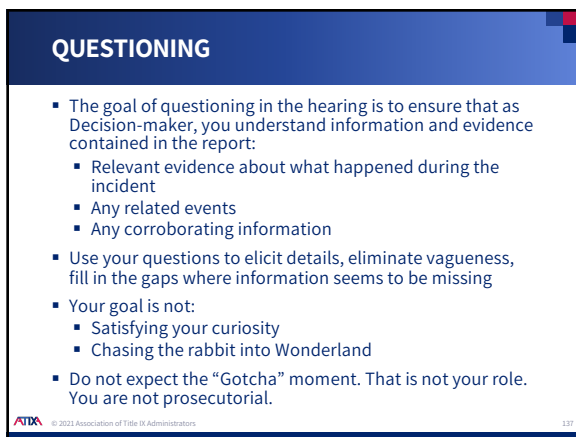 QUESTIONING
▪ The goal of questioning in the hearing is to ensure that as
Decision-maker, you understand information and evidence
contained in the report:
▪ Relevant evidence about what happened during the
incident
▪ Any related events
▪ Any corroborating information
▪ Use your questions to elicit details, eliminate vagueness,
fill in the gaps where information seems to be missing
▪ Your goal is not:
▪ Satisfying your curiosity
▪ Chasing the rabbit into Wonderland
▪ Do not expect the “Gotcha” moment. That is not your role.
You are not prosecutorial.
ATIXA © 2021 Association of Title IX Administrators 137